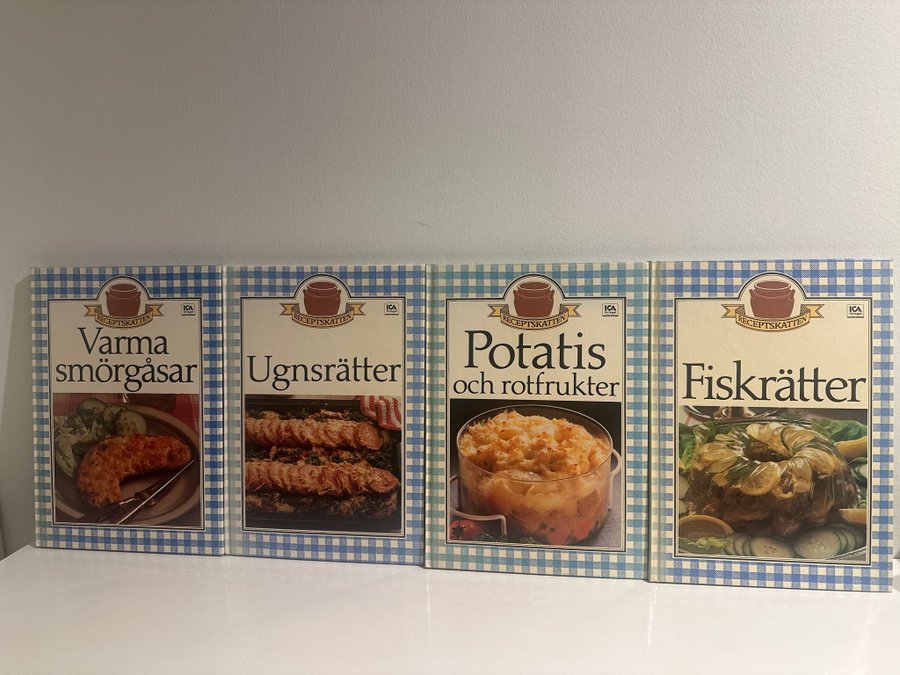 RECEPTSKATTEN
ICA
Varma
smörgåsar
RECEPTSKATTEN
ICA
Ugnsrätter
RECEPTSKATTEN
ICA
Potatis
och rotfrukter
RECEPTSKATTEN
ICA
Fiskrätter